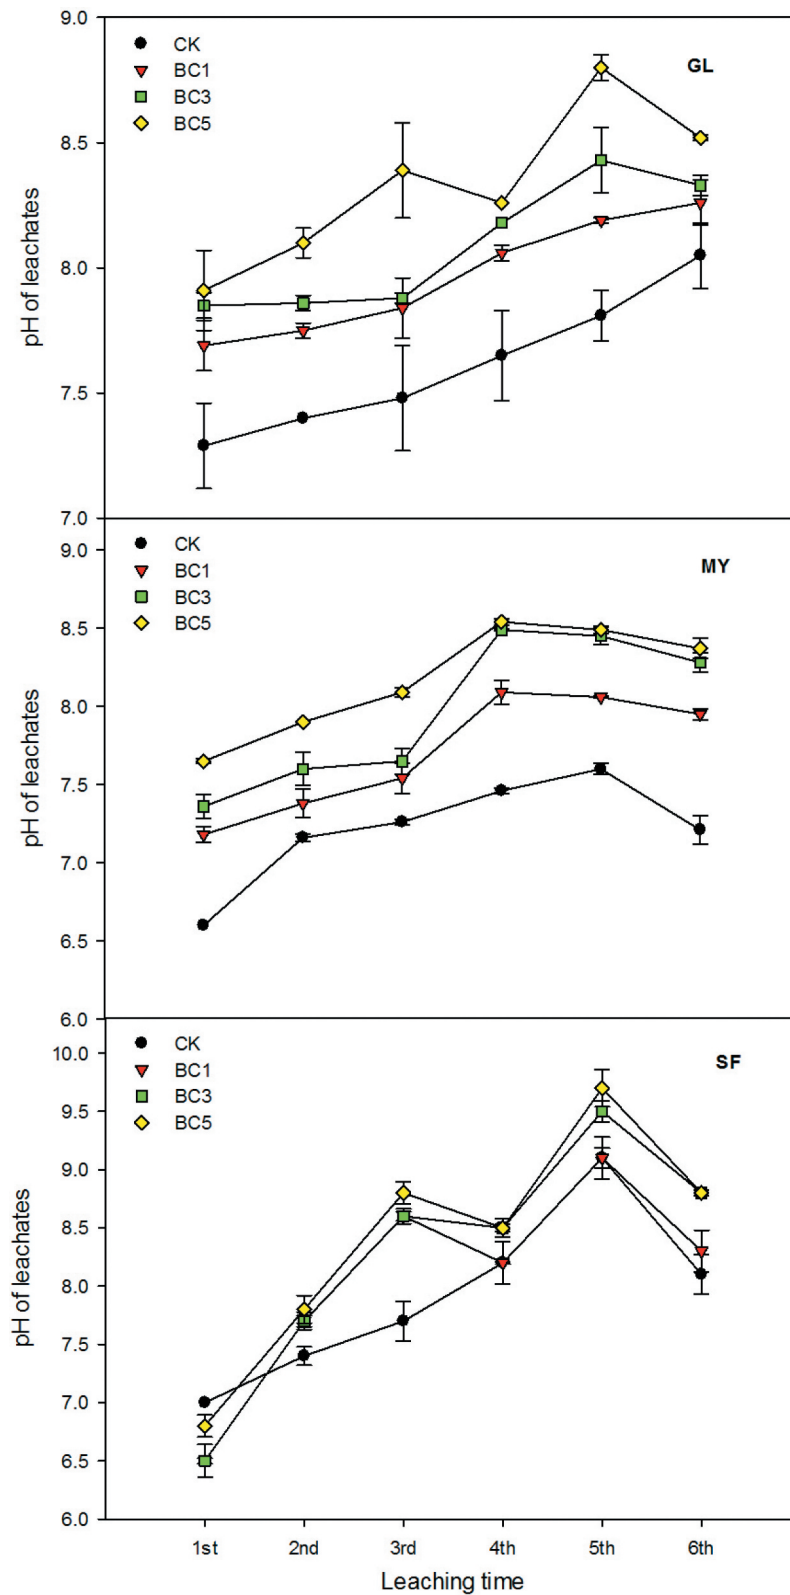 9.0
CK
BC1
BC3
BC5
GL
8.5
8.0
7.5
7.0
pH of leachates
CK
BC1
BC3
BC5
MY
9.0
8.5
8.0
7.5
7.0
6.5
6.0
pH of leachates
CK
BC1
BC3
BC5
SF
10.0
9.5
9.0
8.5
8.0
7.5
7.0
6.5
6.0
pH of leachates
1st 2nd 3rd 4th 5th 6th
Leaching time